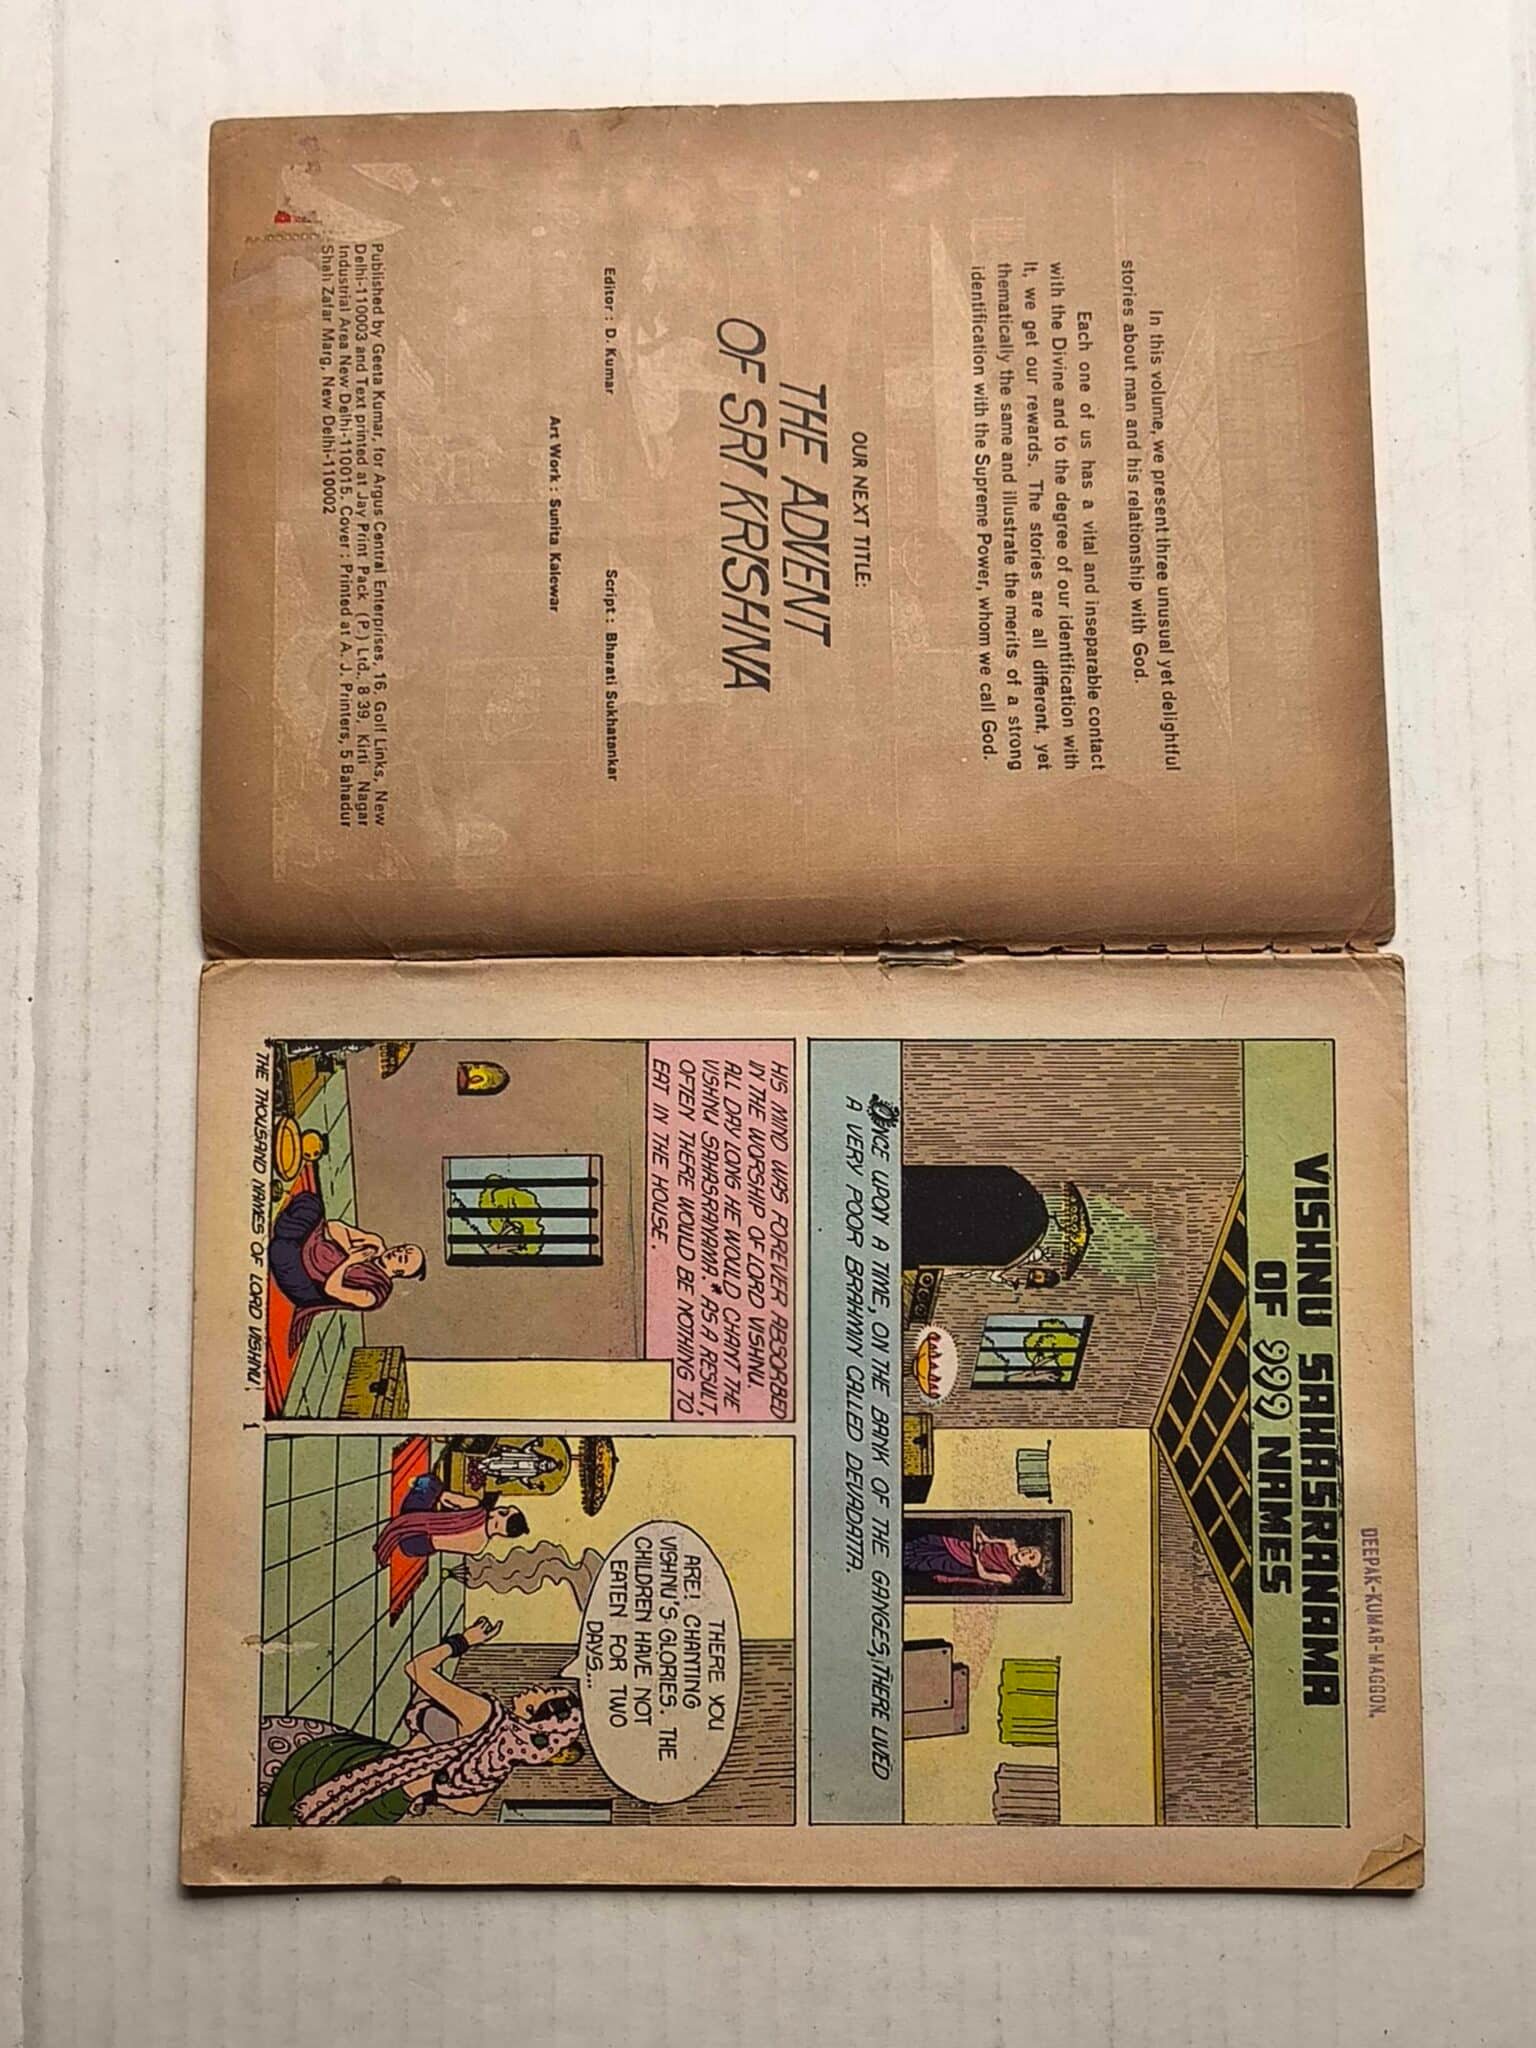 In this volume, we present three unusual yet delightful
stories about man and his relationship with God.
Each one of us has a vital and inseparable contact
with the Divine and to the degree of our identification with
It, we get our rewards. The stories are all different, yet
thematically the same and illustrate the merits of a strong
identification with the Supreme Power, whom we call God.
OUR NEXT TITLE:
THE ADVENT
OF SRI KRISHNA
Editor : D. Kumar
Script : Bharati Sukhatankar
Art Work : Sunita Kalewar
Published by Geeta Kumar, for Argus Central Enterprises, 16, Golf Links, New
Delhi-110003 and Text printed at Jay Print Pack (P.) Ltd., 8 39, Kirti Nagar
Industrial Area New Delhi-110015. Cover : Printed at A. J. Printers, 5 Bahadur
Shah Zafar Marg, New Delhi-110002
DEEPAK-KUMAR-MAGGON.
VISHNU SAHASRANAMA
OF 999 NAMES
ONCE UPON A TIME, ON THE BANK OF THE GANGES, THERE LIVED
A VERY POOR BRAHMIN CALLED DEVADATTA.
HIS MIND WAS FOREVER ABSORBED
IN THE WORSHIP OF LORD VISHNU.
ALL DAY LONG HE WOULD CHANT THE
VISHNU SAHASRANAMA.* AS A RESULT,
OFTEN THERE WOULD BE NOTHING TO
EAT IN THE HOUSE.
THERE YOU
ARE! CHANTING
VISHNU'S GLORIES. THE
CHILDREN HAVE NOT
EATEN FOR TWO
DAYS...
* THE THOUSAND NAMES OF LORD VISHNU.
1